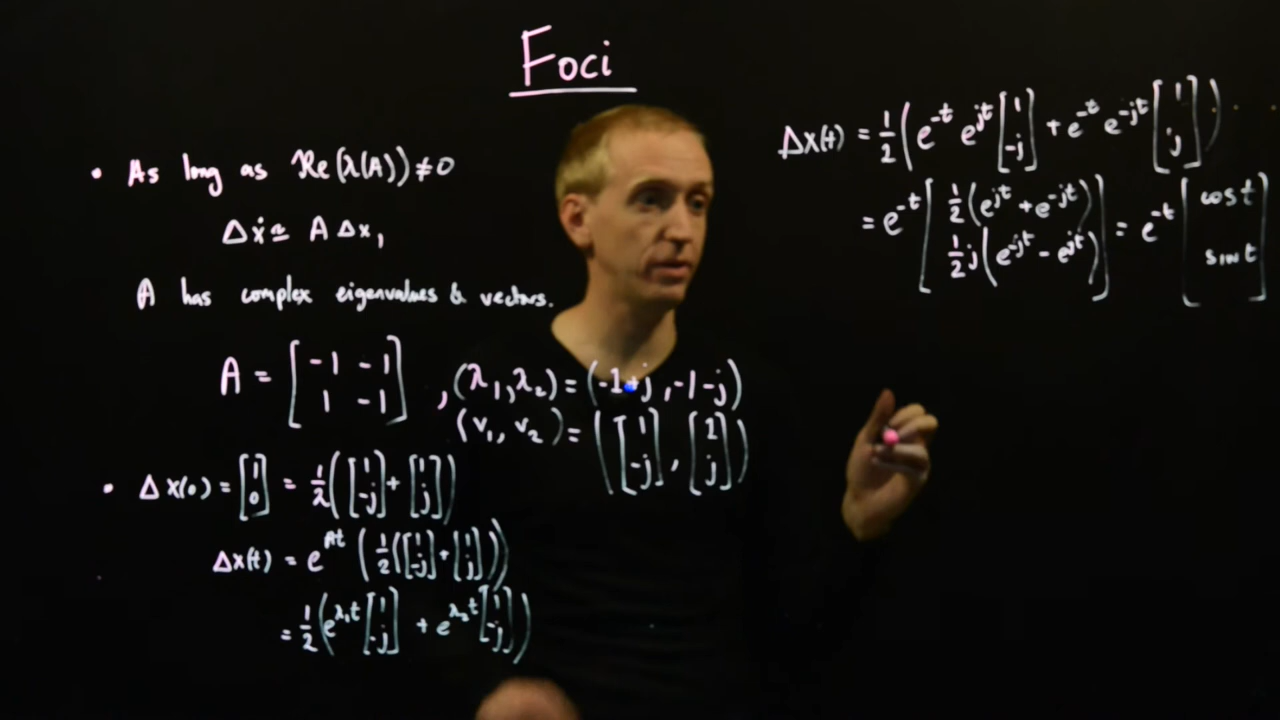 Foci
• As long as Re(λ(A)) ≠ 0
Δẋ ≃ A Δx,
A has complex eigenvalues & vectors.
A = [-1 -1; 1 -1], (λ₁, λ₂) = (-1+j, -1-j)
(v₁, v₂) = ([1; -j], [1; j])
• Δx(0) = [1; 0] = 1/2([1; -j] + [1; j])
Δx(t) = e^{At} (1/2([1; -j] + [1; j]))
= 1/2(e^{λ₁t}[1; -j] + e^{λ₂t}[1; j])
Δx(t) = 1/2(e^{-t} e^{jt}[1; -j] + e^{-t} e^{-jt}[1; j])
= e^{-t}[1/2(e^{jt} + e^{-jt}); 1/2 j(e^{-jt} - e^{jt})] = e^{-t}[cos t; sin t]